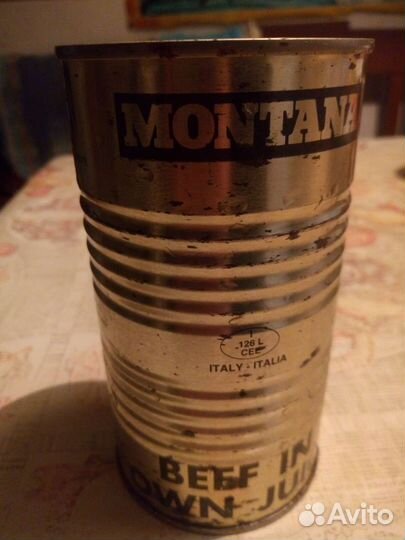 MONTANA
I
126 L
CEE
ITALY - ITALIA
BEEF IN
OWN JUI
Avito